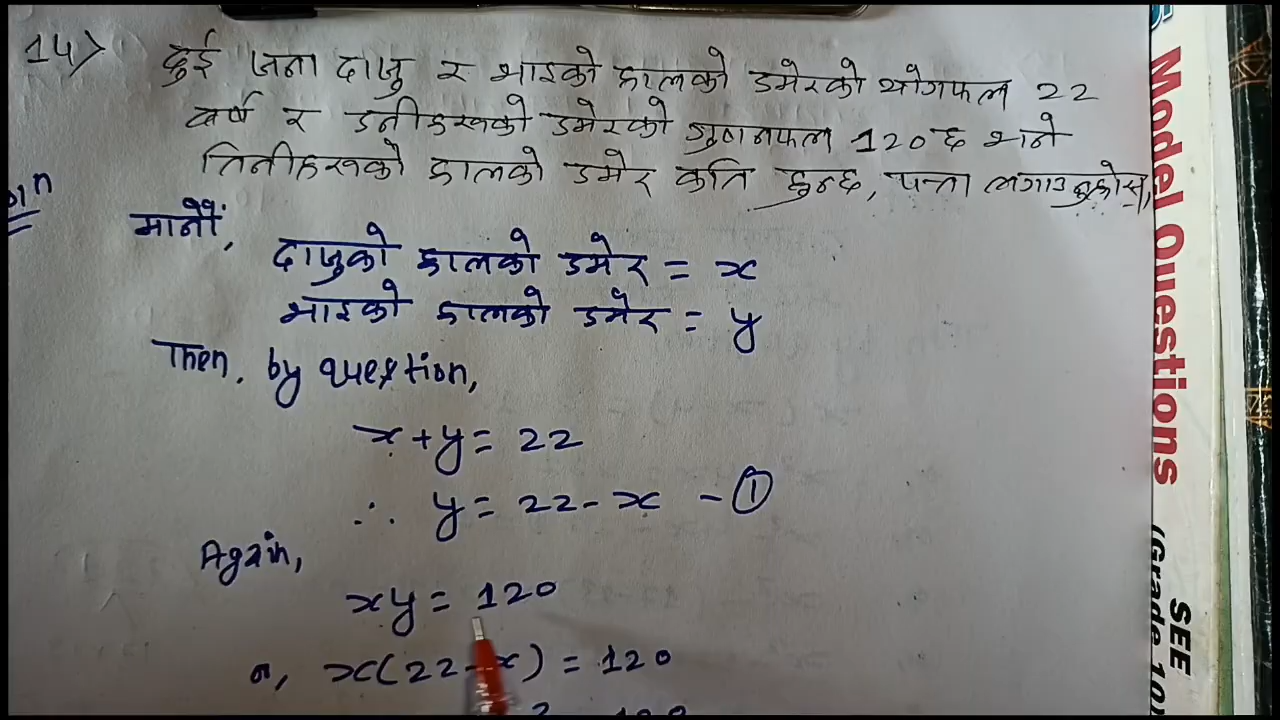 14> दुई जना दाजु र भाइको हालको उमेरको योगफल 22
वर्ष र उनीहरूको उमेरको गुणनफल 120 छ भने
तिनीहरूको हालको उमेर कति हुन्छ, पत्ता लगाउनुहोस्,
मानौं,
दाजुको हालको उमेर = x
भाइको हालको उमेर = y
Then, by question,
x + y = 22
∴ y = 22 - x - ①
Again,
xy = 120
or, x(22 - x) = 120
Model Questions
SEE
(Grade 10)